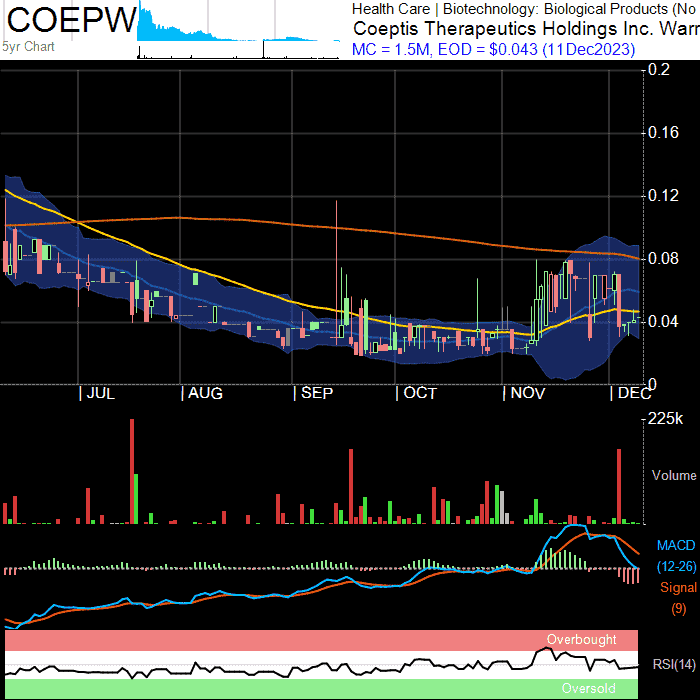 COEPW
5yr Chart
Health Care | Biotechnology: Biological Products (No
Coeptis Therapeutics Holdings Inc. Warr
MC = 1.5M, EOD = $0.043 (11Dec2023)
0.2
0.16
0.12
0.08
0.04
0
JUL
AUG
SEP
OCT
NOV
DEC
225k
Volume
MACD
(12-26)
Signal
(9)
Overbought
RSI(14)
Oversold